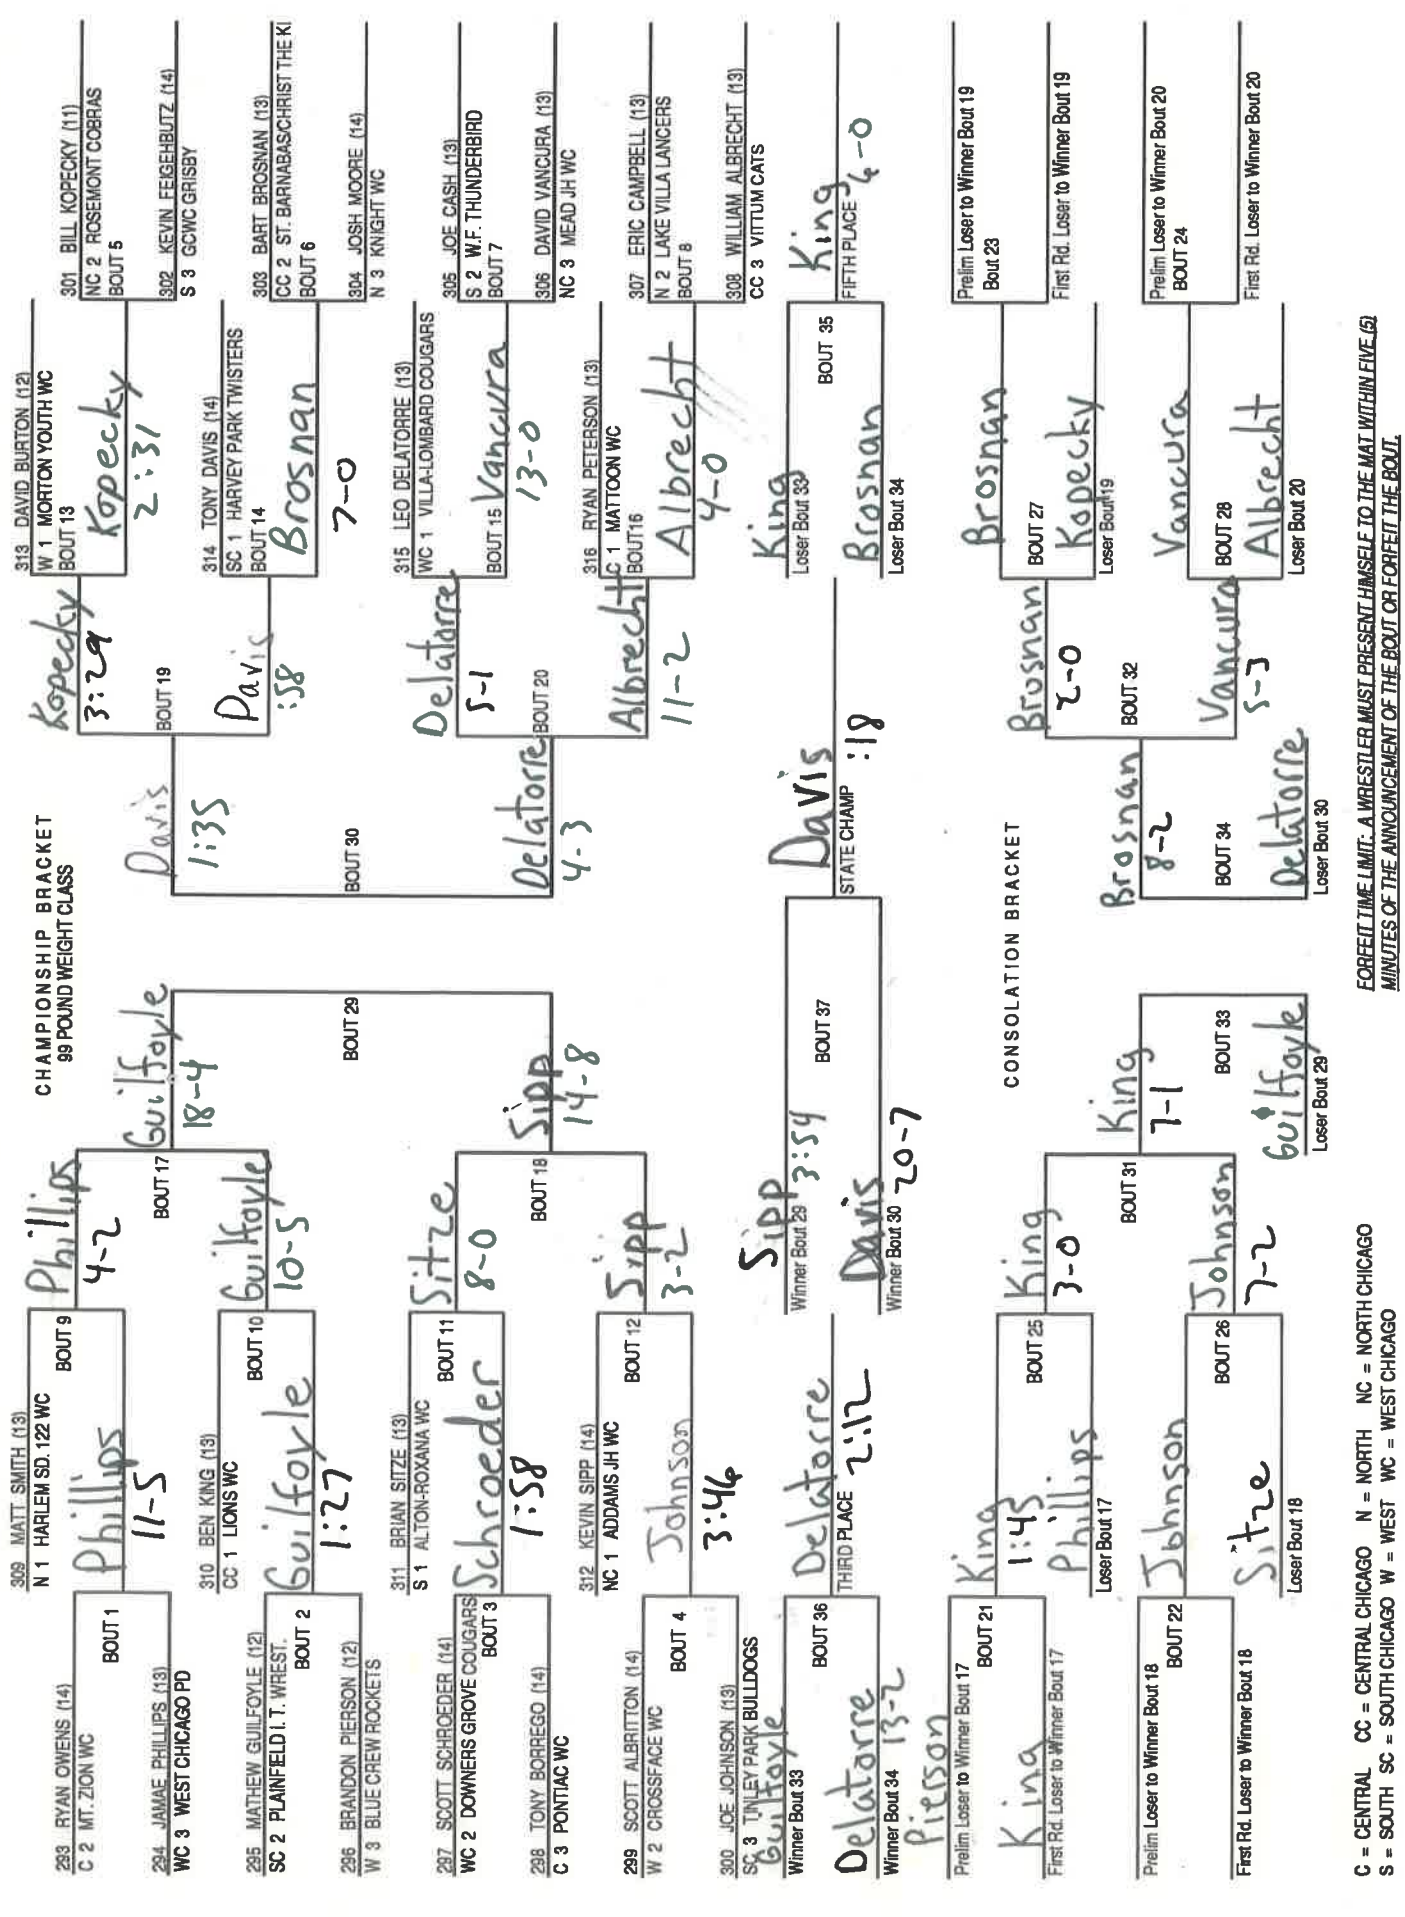 CHAMPIONSHIP BRACKET
99 POUND WEIGHT CLASS
293 RYAN OWENS (14)
C 2 MT. ZION WC
BOUT 1
294 JAMAE PHILLIPS (13)
WC 3 WEST CHICAGO PD
295 MATHEW GUILFOYLE (12)
SC 2 PLAINFIELD I. T. WREST.
BOUT 2
296 BRANDON PIERSON (12)
W 3 BLUE CREW ROCKETS
297 SCOTT SCHROEDER (14)
WC 2 DOWNERS GROVE COUGARS
BOUT 3
298 TONY BORREGO (14)
C 3 PONTIAC WC
299 SCOTT ALBRITTON (14)
W 2 CROSSFACE WC
BOUT 4
300 JOE JOHNSON (13)
SC 3 TINLEY PARK BULLDOGS
309 MATT SMITH (13)
N 1 HARLEM SD. 122 WC
BOUT 9
Phillips
11-5
310 BEN KING (13)
CC 1 LIONS WC
BOUT 10
Guilfoyle
1:27
311 BRIAN SITZE (13)
S 1 ALTON-ROXANA WC
BOUT 11
Schroeder
1:58
312 KEVIN SIPP (14)
NC 1 ADDAMS JH WC
BOUT 12
Johnson
3:46
Phillips
4-2
BOUT 17
Guilfoyle
10-5
Sitze
8-0
BOUT 18
Sipp
3-2
Guilfoyle
18-4
BOUT 29
Sipp
14-8
Davis
1:35
BOUT 30
Delatorre
4-3
Kopecky
3:29
BOUT 19
Davis
:58
Delatorre
5-1
BOUT 20
Albrecht
11-2
313 DAVID BURTON (12)
W 1 MORTON YOUTH WC
BOUT 13
Kopecky
2:31
314 TONY DAVIS (14)
SC 1 HARVEY PARK TWISTERS
BOUT 14
Brosnan
7-0
315 LEO DELATORRE (13)
WC 1 VILLA-LOMBARD COUGARS
BOUT 15
Vancura
13-0
316 RYAN PETERSON (13)
C 1 MATTOON WC
BOUT16
Albrecht
4-0
301 BILL KOPECKY (11)
NC 2 ROSEMONT COBRAS
BOUT 5
302 KEVIN FEIGEHBUTZ (14)
S 3 GCWC GRISBY
303 BART BROSNAN (13)
CC 2 ST. BARNABAS/CHRIST THE KI
BOUT 6
304 JOSH MOORE (14)
N 3 KNIGHT WC
305 JOE CASH (13)
S 2 W.F. THUNDERBIRD
BOUT 7
306 DAVID VANCURA (13)
NC 3 MEAD JH WC
307 ERIC CAMPBELL (13)
N 2 LAKE VILLA LANCERS
BOUT 8
308 WILLIAM ALBRECHT (13)
CC 3 VITTUM CATS
Guilfoyle
Winner Bout 33
BOUT 36
Delatorre
Winner Bout 34 13-2
Delatorre
THIRD PLACE 2:12
Sipp
Winner Bout 29 3:54
BOUT 37
Davis
Winner Bout 30 20-7
Davis
STATE CHAMP :18
King
Loser Bout 33
BOUT 35
Brosnan
Loser Bout 34
King
FIFTH PLACE 4-0
CONSOLATION BRACKET
Pierson
Prelim Loser to Winner Bout 17
BOUT 21
King
First Rd. Loser to Winner Bout 17
Prelim Loser to Winner Bout 18
BOUT 22
First Rd. Loser to Winner Bout 18
King
1:45
BOUT 25
Phillips
Loser Bout 17
Johnson
BOUT 26
Sitze
Loser Bout 18
King
3-0
BOUT 31
Johnson
7-2
King
7-1
BOUT 33
Guilfoyle
Loser Bout 29
Brosnan
8-2
BOUT 34
Delatorre
Loser Bout 30
Brosnan
2-0
BOUT 32
Vancura
5-3
Brosnan
BOUT 27
Kopecky
Loser Bout 19
Vancura
BOUT 28
Albrecht
Loser Bout 20
Prelim Loser to Winner Bout 19
Bout 23
First Rd. Loser to Winner Bout 19
Prelim Loser to Winner Bout 20
BOUT 24
First Rd. Loser to Winner Bout 20
C = CENTRAL CC = CENTRAL CHICAGO N = NORTH NC = NORTH CHICAGO
S = SOUTH SC = SOUTH CHICAGO W = WEST WC = WEST CHICAGO
FORFEIT TIME LIMIT: A WRESTLER MUST PRESENT HIMSELF TO THE MAT WITHIN FIVE (5)
MINUTES OF THE ANNOUNCEMENT OF THE BOUT OR FORFEIT THE BOUT.